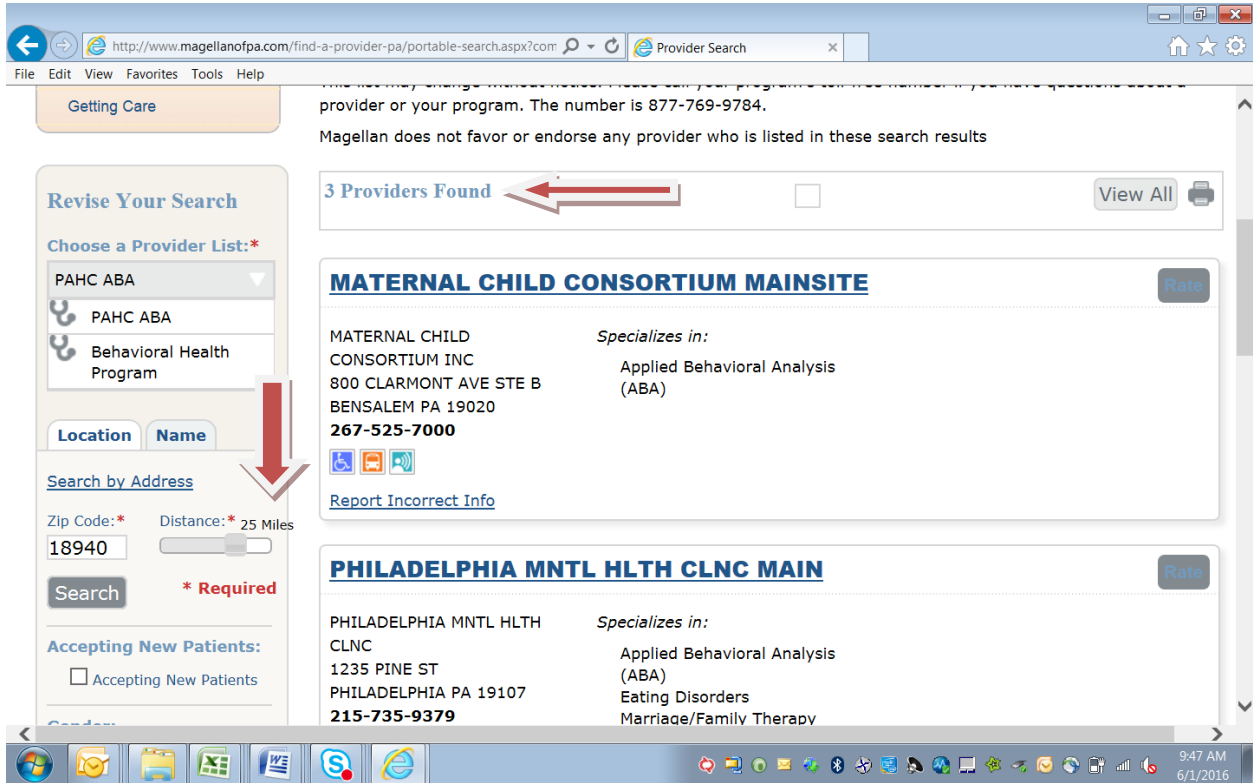 http://www.magellanofpa.com/find-a-provider-pa/portable-search.aspx?com
Provider Search
File Edit View Favorites Tools Help
Getting Care
provider or your program. The number is 877-769-9784.
Magellan does not favor or endorse any provider who is listed in these search results
Revise Your Search
Choose a Provider List:*
PAHC ABA
PAHC ABA
Behavioral Health
Program
Location Name
Search by Address
Zip Code:* Distance:* 25 Miles
18940
Search * Required
Accepting New Patients:
Accepting New Patients
3 Providers Found
View All
MATERNAL CHILD CONSORTIUM MAINSITE
Rate
MATERNAL CHILD
CONSORTIUM INC
800 CLARMONT AVE STE B
BENSALEM PA 19020
267-525-7000
Report Incorrect Info
Specializes in:
Applied Behavioral Analysis
(ABA)
PHILADELPHIA MNTL HLTH CLNC MAIN
Rate
PHILADELPHIA MNTL HLTH
CLNC
1235 PINE ST
PHILADELPHIA PA 19107
215-735-9379
Specializes in:
Applied Behavioral Analysis
(ABA)
Eating Disorders
Marriage/Family Therapy
9:47 AM
6/1/2016